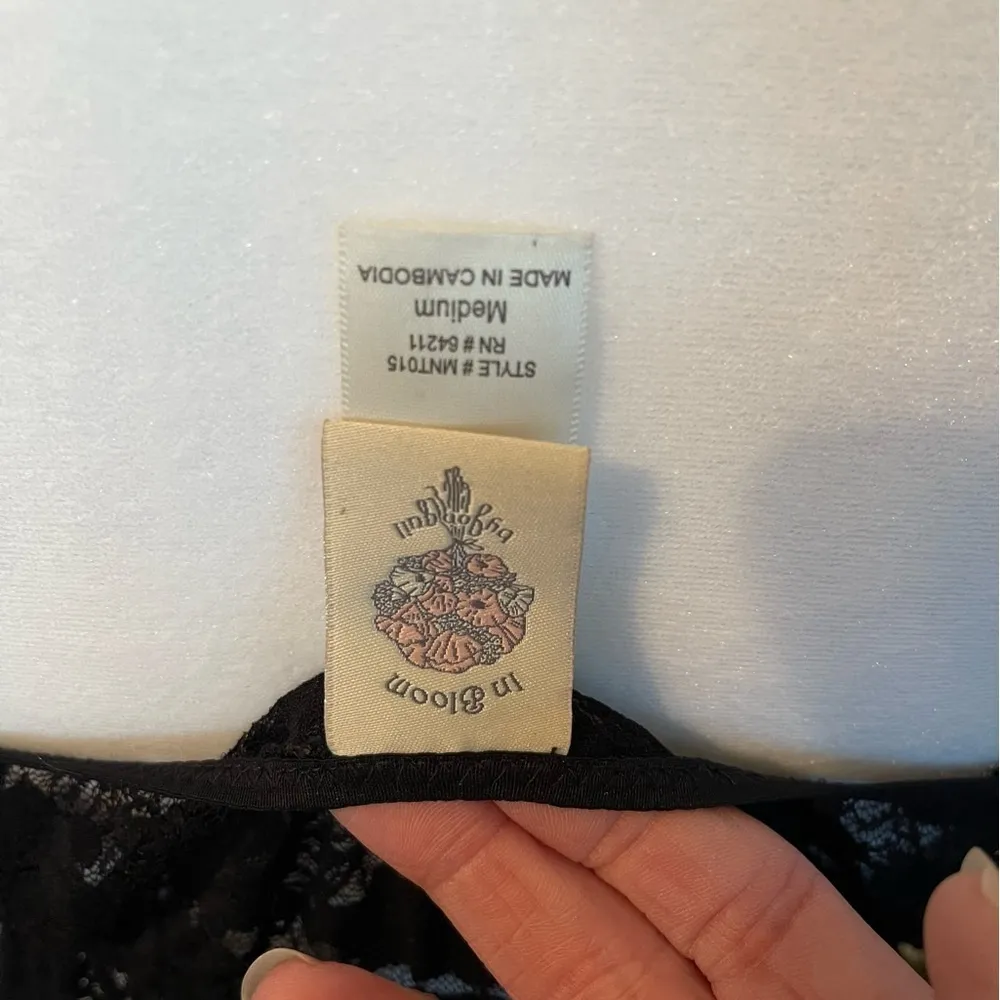 In Bloom
by Jonquil
STYLE # MNT015
RN # 64211
Medium
MADE IN CAMBODIA